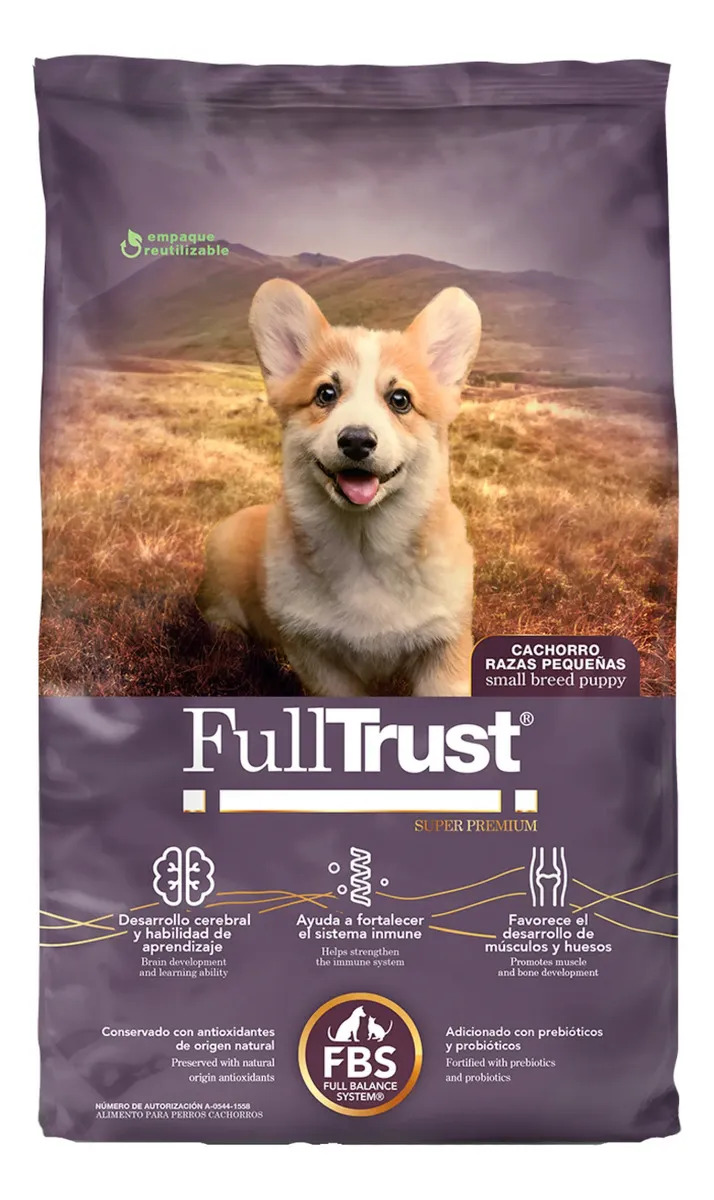 empaque
reutilizable
CACHORRO
RAZAS PEQUEÑAS
small breed puppy
FullTrust®
SUPER PREMIUM
Desarrollo cerebral
y habilidad de
aprendizaje
Brain development
and learning ability
Ayuda a fortalecer
el sistema inmune
Helps strengthen
the immune system
Favorece el
desarrollo de
músculos y huesos
Promotes muscle
and bone development
Conservado con antioxidantes
de origen natural
Preserved with natural
origin antioxidants
FBS
FULL BALANCE
SYSTEM®
Adicionado con prebióticos
y probióticos
Fortified with prebiotics
and probiotics
NÚMERO DE AUTORIZACIÓN A-0544-1558
ALIMENTO PARA PERROS CACHORROS